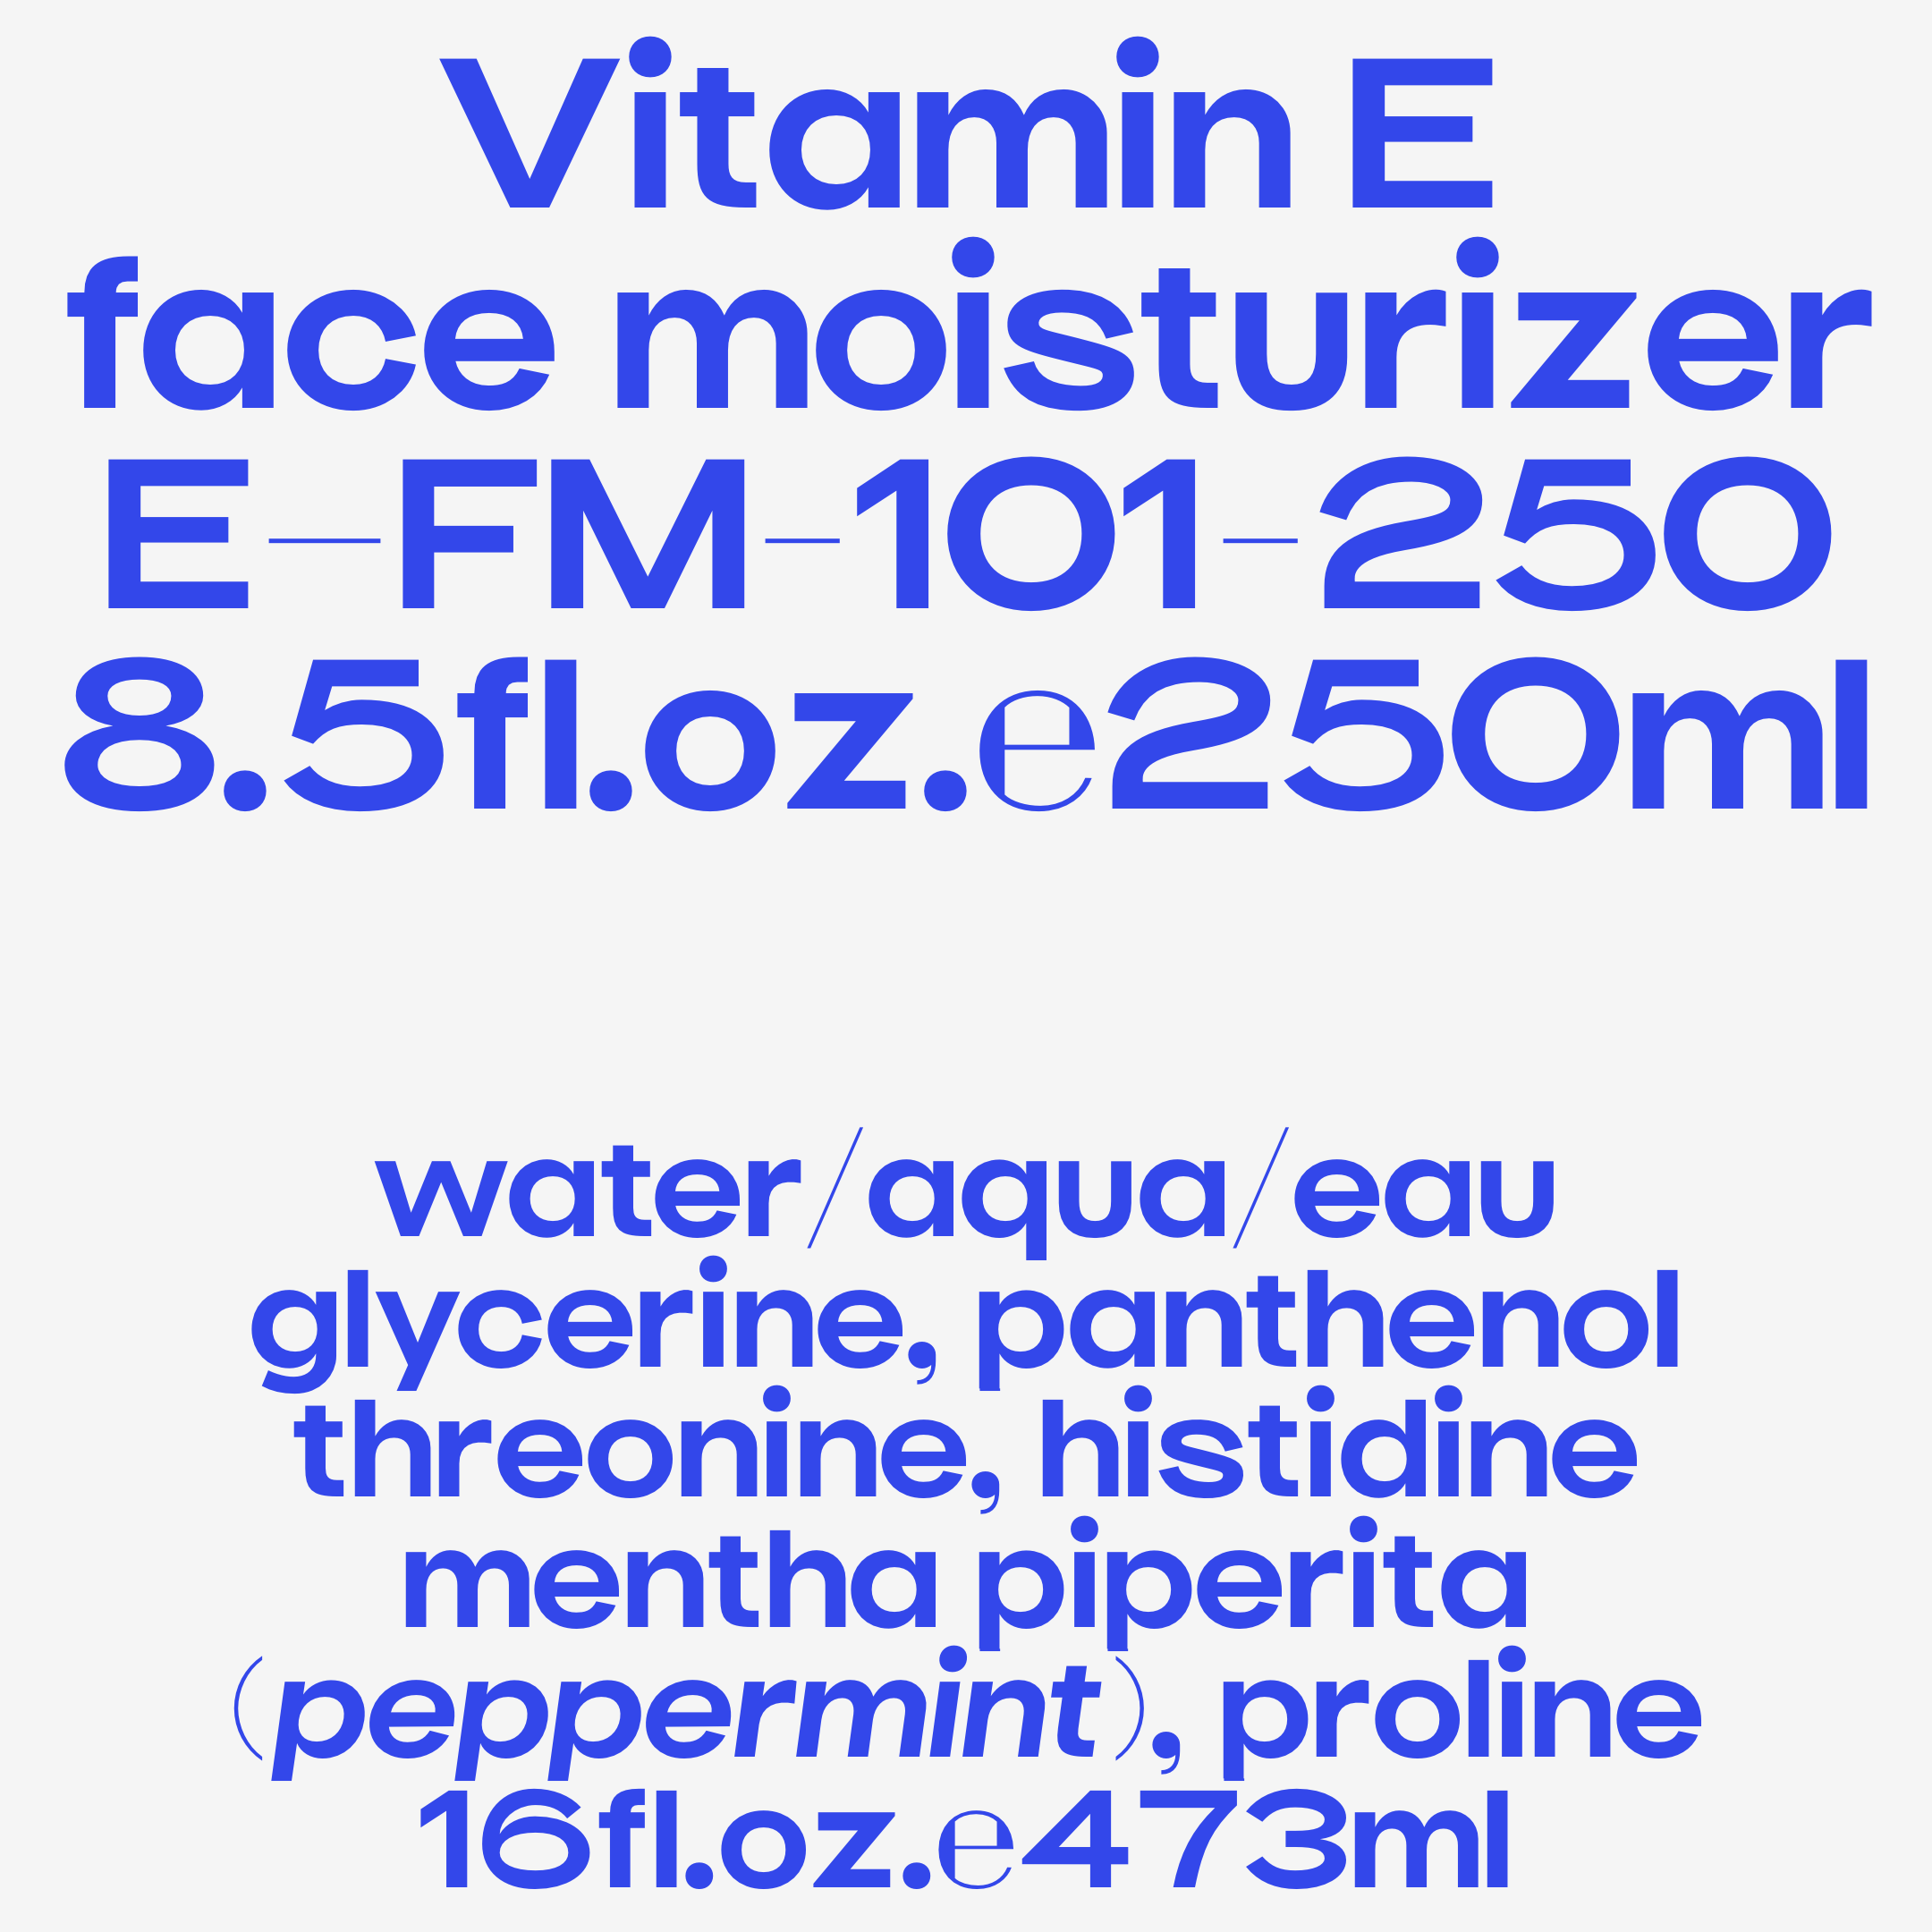 Vitamin E
face moisturizer
E—FM–101–250
8.5fl.oz.℮250ml
water/aqua/eau
glycerine, panthenol
threonine, histidine
mentha piperita
(peppermint), proline
16fl.oz.℮473ml